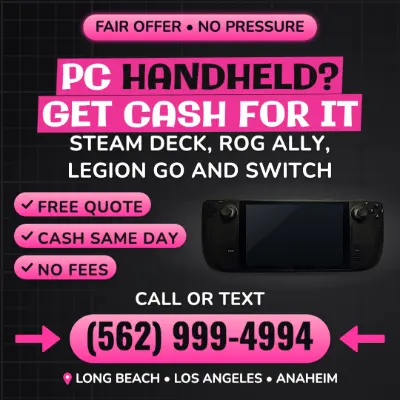 FAIR OFFER • NO PRESSURE
PC HANDHELD?
GET CASH FOR IT
STEAM DECK, ROG ALLY,
LEGION GO AND SWITCH
FREE QUOTE
CASH SAME DAY
NO FEES
CALL OR TEXT
(562) 999-4994
LONG BEACH • LOS ANGELES • ANAHEIM